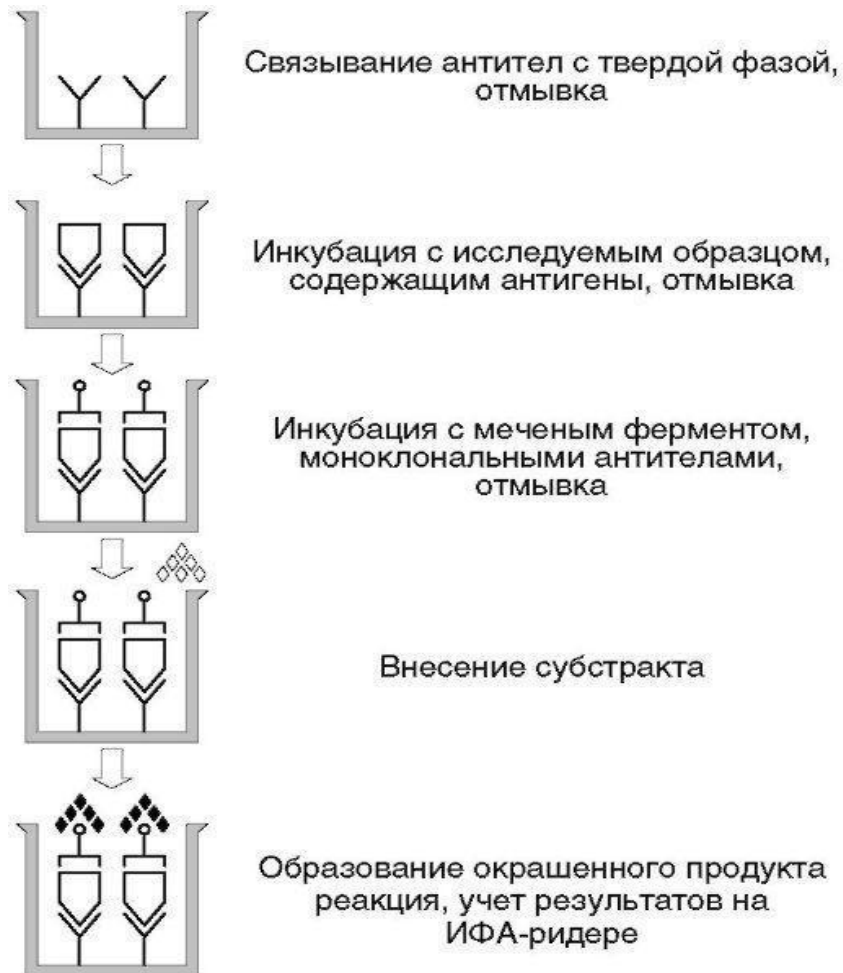 Связывание антител с твердой фазой,
отмывка
Инкубация с исследуемым образцом,
содержащим антигены, отмывка
Инкубация с меченым ферментом,
моноклональными антителами,
отмывка
Внесение субстракта
Образование окрашенного продукта
реакция, учет результатов на
ИФА-ридере